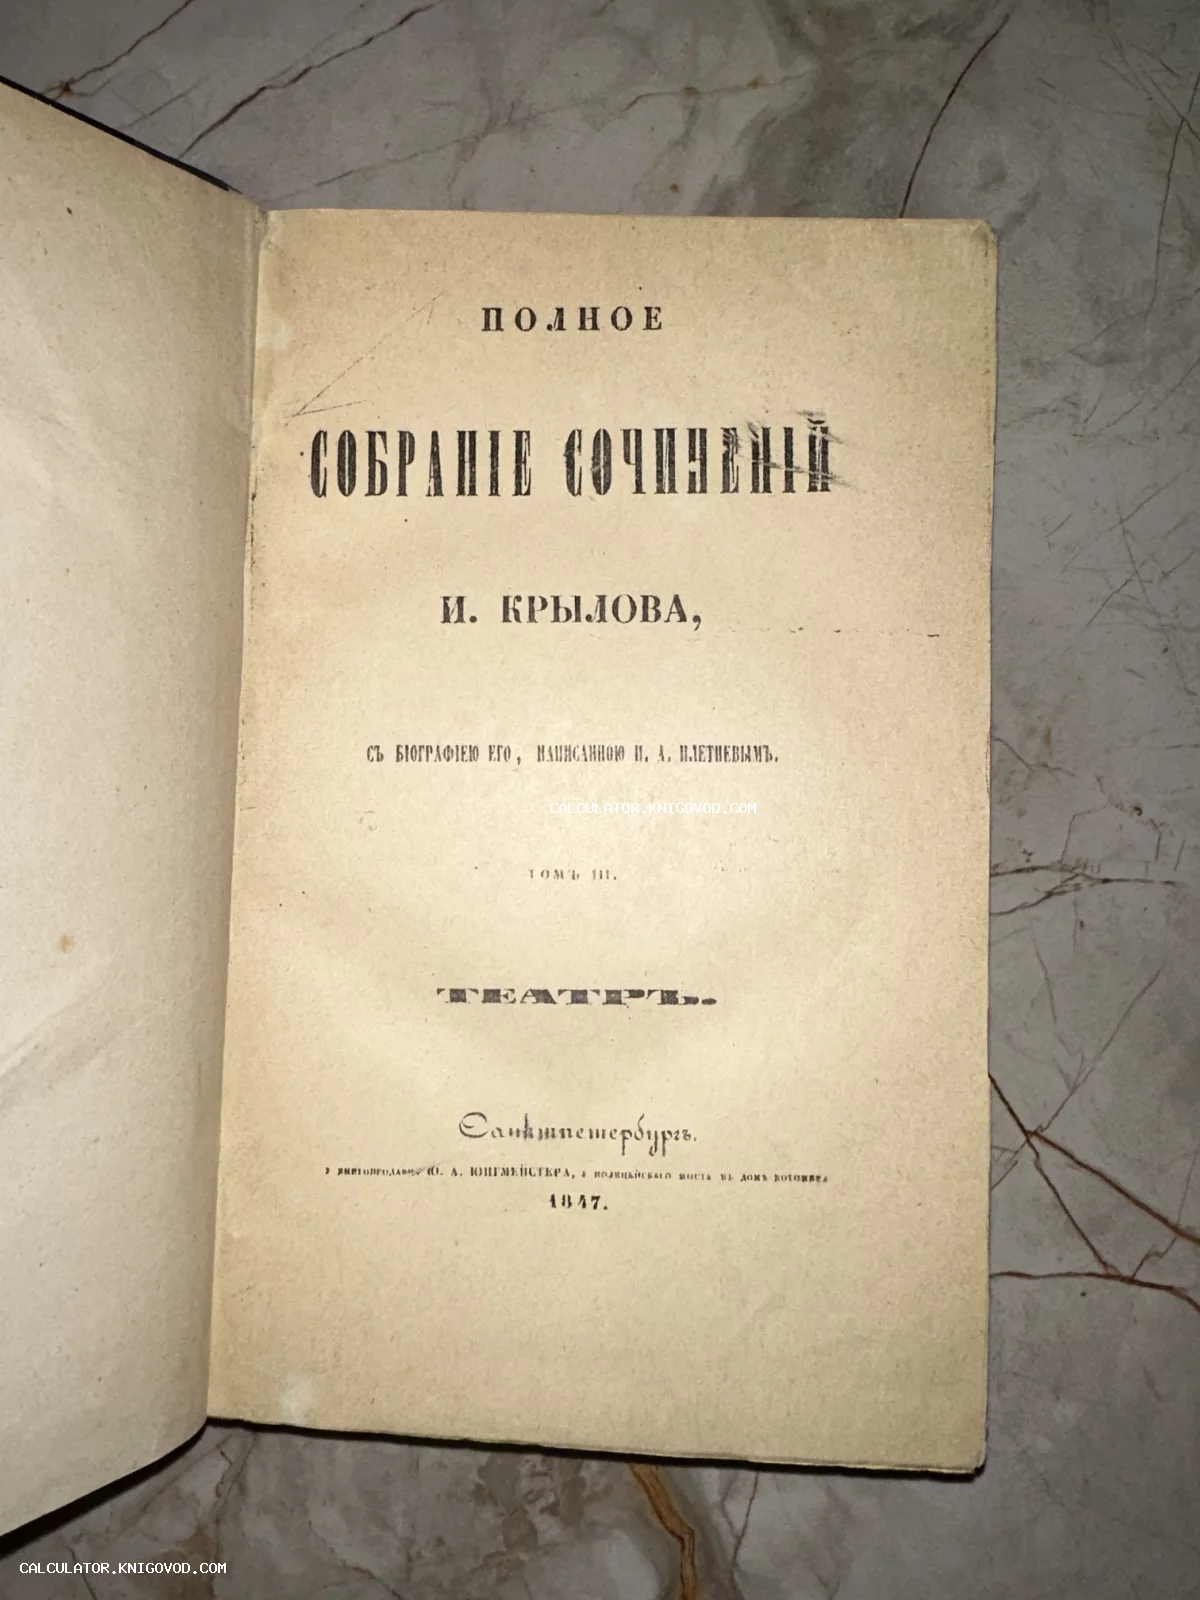 ПОЛНОЕ
СОБРАНІЕ СОЧИНЕНІЙ
И. КРЫЛОВА,
СЪ БІОГРАФІЕЮ ЕГО, НАПИСАННОЮ П. А. ПЛЕТНЕВЫМЪ.
CALCULATOR.KNIGOVOD.COM
ТОМЪ III.
ТЕАТРЪ.
Санктпетербургъ.
У КНИГОПРОДАВЦА Ю. А. ЮНГМЕЙСТЕРА, У ПОЛИЦЕЙСКАГО МОСТА ВЪ ДОМѢ КОТОМИНА
1847.
CALCULATOR.KNIGOVOD.COM